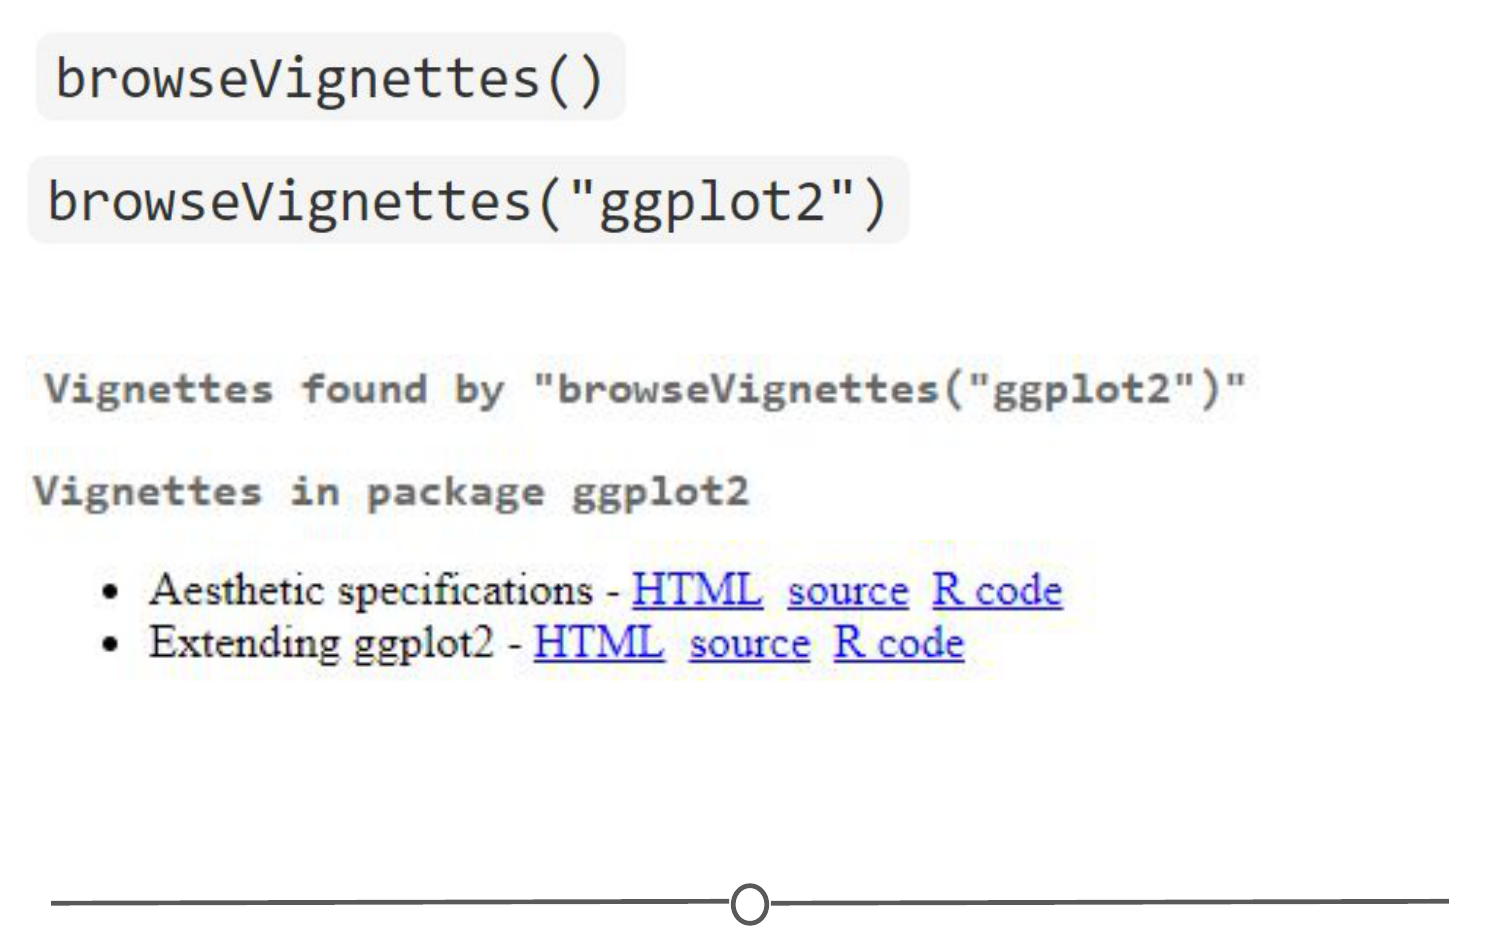 browseVignettes()
browseVignettes("ggplot2")
Vignettes found by "browseVignettes("ggplot2")"
Vignettes in package ggplot2
• Aesthetic specifications - HTML source R code
• Extending ggplot2 - HTML source R code